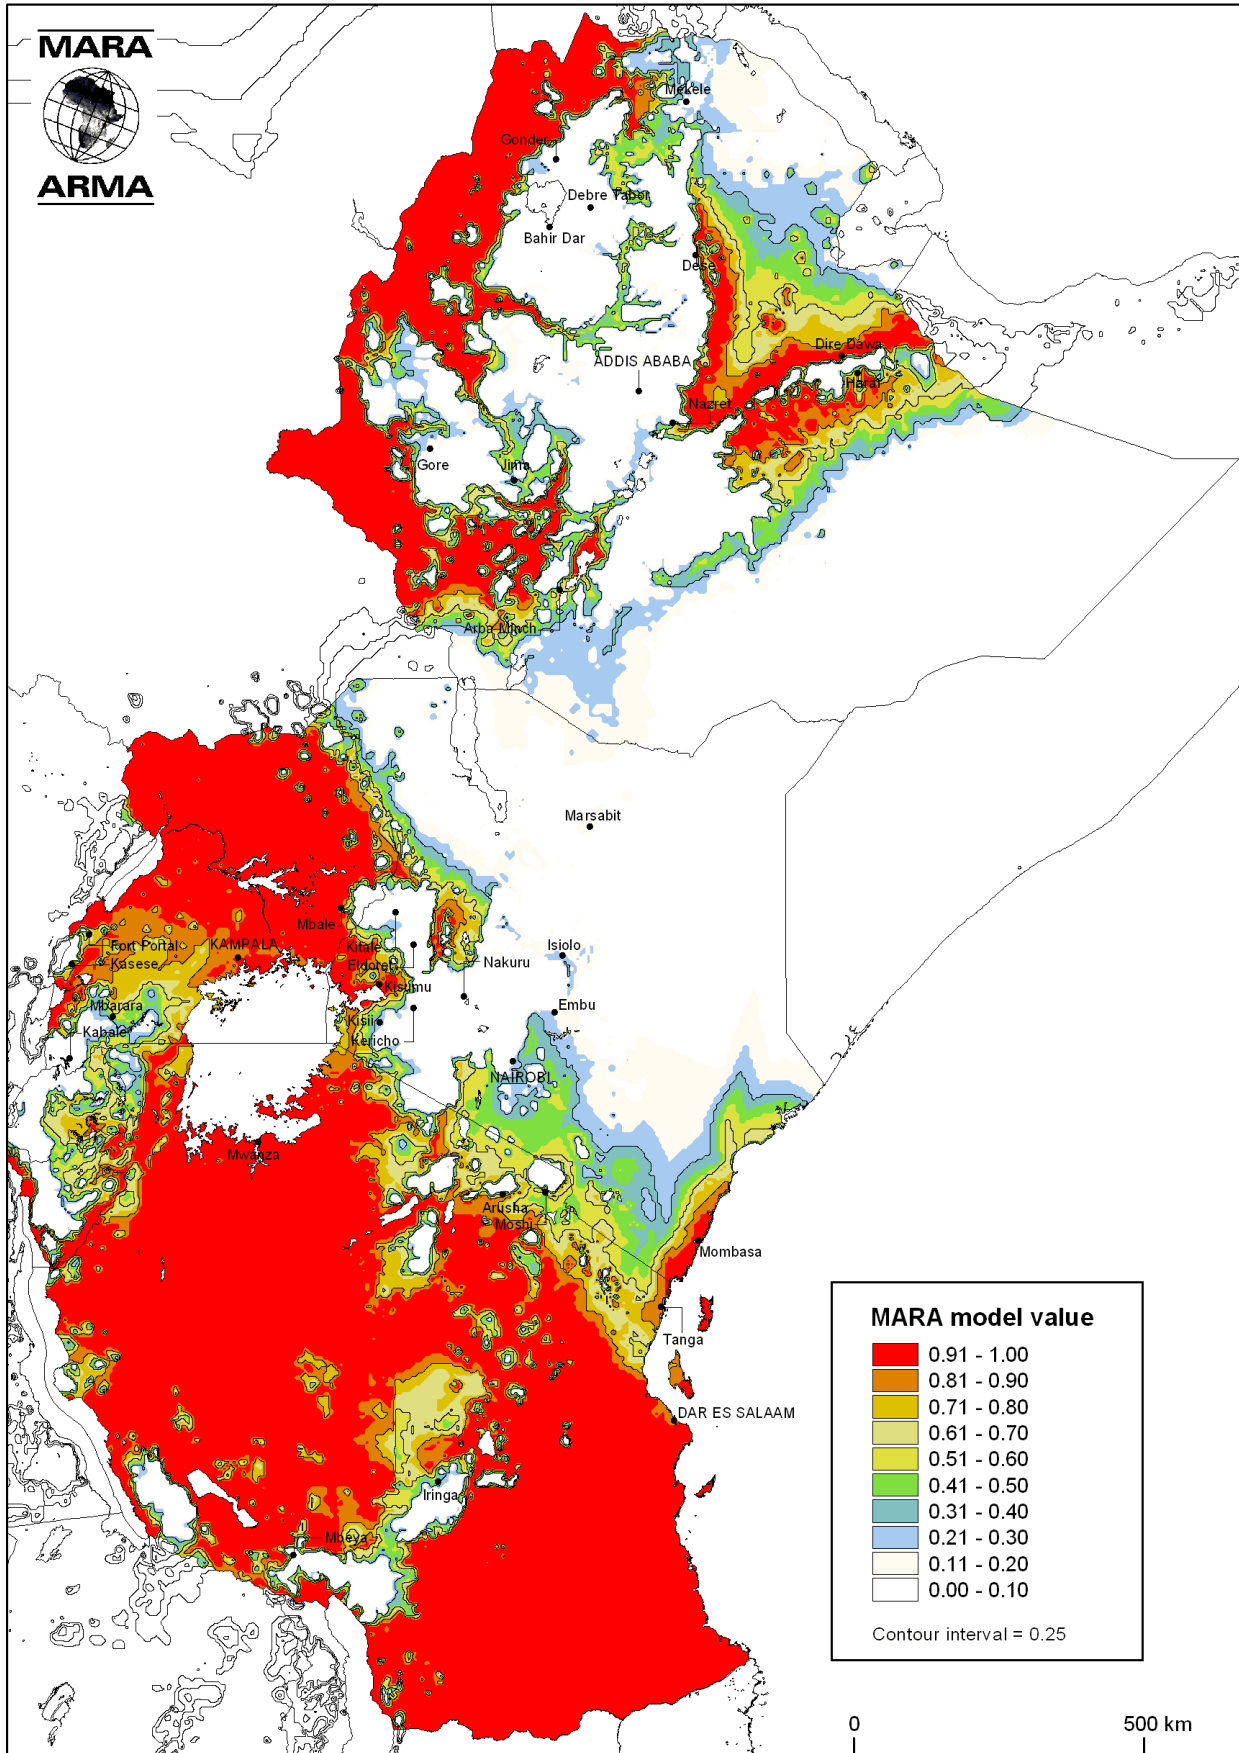 MARA
ARMA
Mekele
Gonder
Debre Tabor
Bahir Dar
Dese
Dire Dawa
ADDIS ABABA
Harar
Nazret
Gore
Jima
Arba Minch
Marsabit
Mbale
Fort Portal
KAMPALA
Kitale
Isiolo
Kasese
Eldoret
Nakuru
Kisumu
Mbarara
Embu
Kabale
Kisii
Kericho
NAIROBI
Mwanza
Arusha
Moshi
Mombasa
Tanga
DAR ES SALAAM
Iringa
Mbeya
MARA model value
0.91 - 1.00
0.81 - 0.90
0.71 - 0.80
0.61 - 0.70
0.51 - 0.60
0.41 - 0.50
0.31 - 0.40
0.21 - 0.30
0.11 - 0.20
0.00 - 0.10
Contour interval = 0.25
0 500 km